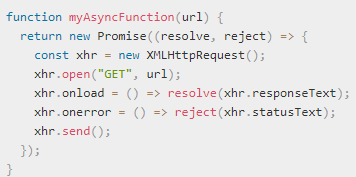 function myAsyncFunction(url) {
  return new Promise((resolve, reject) => {
    const xhr = new XMLHttpRequest();
    xhr.open("GET", url);
    xhr.onload = () => resolve(xhr.responseText);
    xhr.onerror = () => reject(xhr.statusText);
    xhr.send();
  });
}